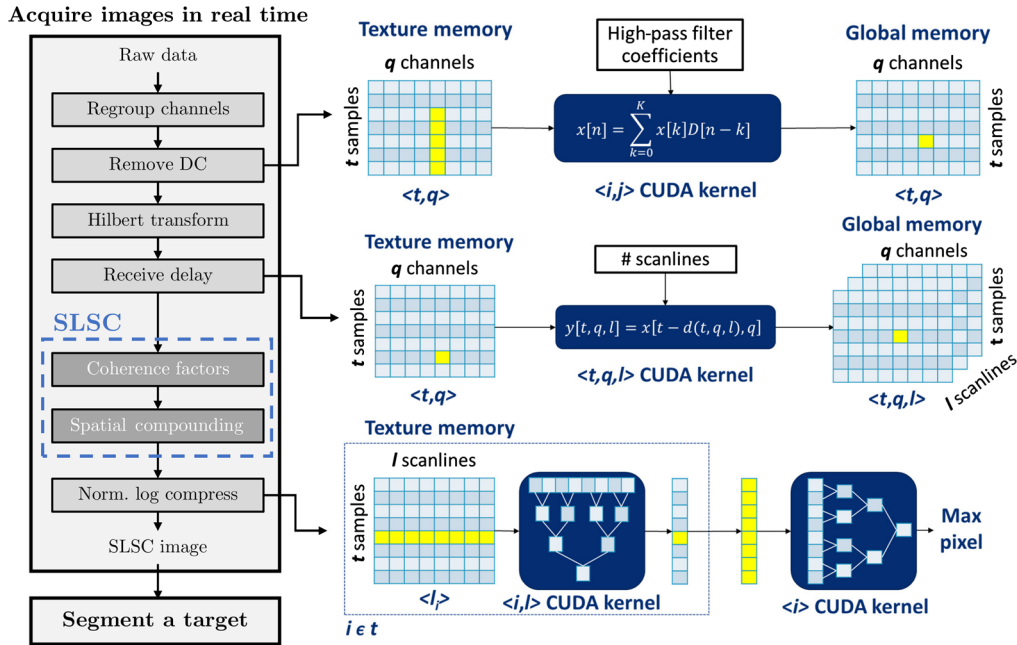 Acquire images in real time
Raw data
Regroup channels
Remove DC
Hilbert transform
Receive delay
SLSC
Coherence factors
Spatial compounding
Norm. log compress
SLSC image
Segment a target
Texture memory
q channels
t samples
<t,q>
High-pass filter
coefficients
x[n] = \sum_{k=0}^{K} x[k]D[n − k]
<i,j> CUDA kernel
Global memory
q channels
t samples
<t,q>
Texture memory
q channels
t samples
<t,q>
# scanlines
y[t, q, l] = x[t − d(t, q, l), q]
<t,q,l> CUDA kernel
Global memory
q channels
t samples
l scanlines
<t,q,l>
Texture memory
l scanlines
t samples
<lᵢ>
<i,l> CUDA kernel
i ϵ t
<i> CUDA kernel
Max
pixel